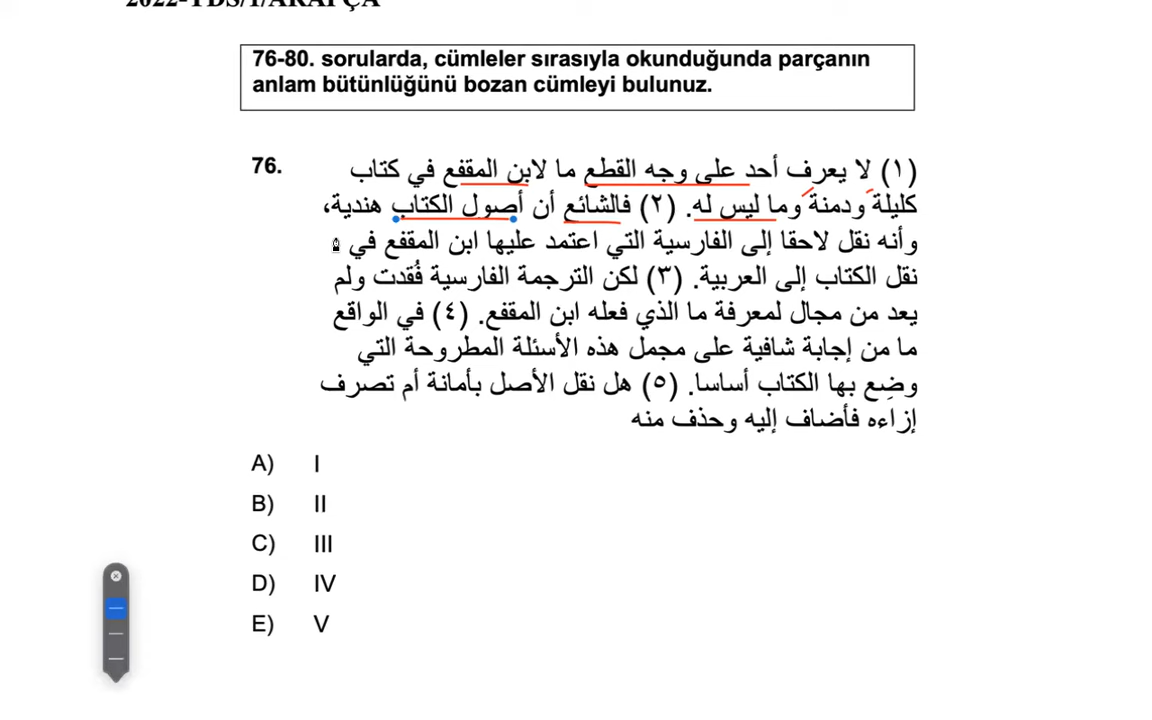 2022-YDS/1/ARAPÇA
76-80. sorularda, cümleler sırasıyla okunduğunda parçanın
anlam bütünlüğünü bozan cümleyi bulunuz.
76.
(١) لا يعرف أحد على وجه القطع ما لابن المقفع في كتاب
كليلة ودمنة وما ليس له. (٢) فالشائع أن أصول الكتاب هندية،
وأنه نقل لاحقا إلى الفارسية التي اعتمد عليها ابن المقفع في
نقل الكتاب إلى العربية. (٣) لكن الترجمة الفارسية فُقدت ولم
يعد من مجال لمعرفة ما الذي فعله ابن المقفع. (٤) في الواقع
ما من إجابة شافية على مجمل هذه الأسئلة المطروحة التي
وضِع بها الكتاب أساسا. (٥) هل نقل الأصل بأمانة أم تصرف
إزاءه فأضاف إليه وحذف منه
A) I
B) II
C) III
D) IV
E) V